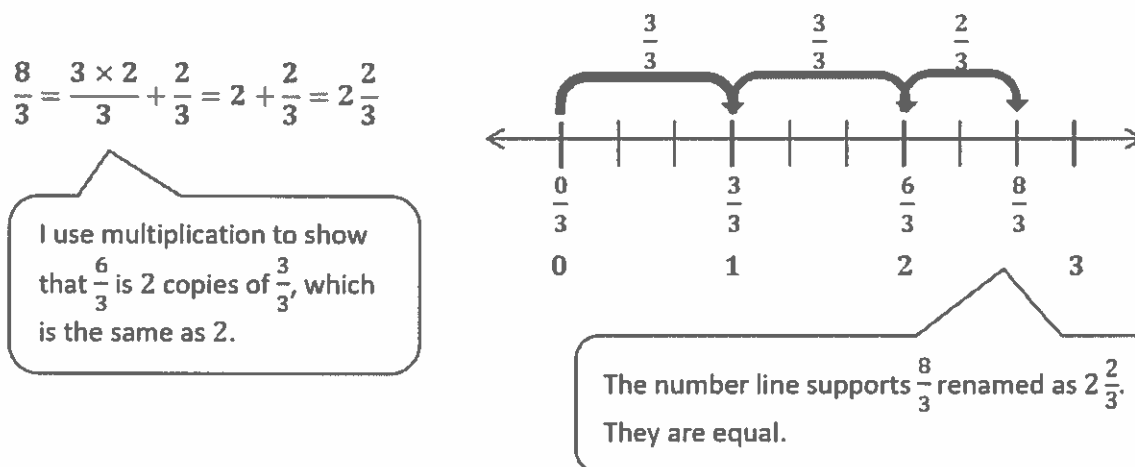 8/3 = (3 × 2)/3 + 2/3 = 2 + 2/3 = 2 2/3
I use multiplication to show
that 6/3 is 2 copies of 3/3, which
is the same as 2.
3/3 3/3 2/3
0/3 3/3 6/3 8/3
0 1 2 3
The number line supports 8/3 renamed as 2 2/3.
They are equal.